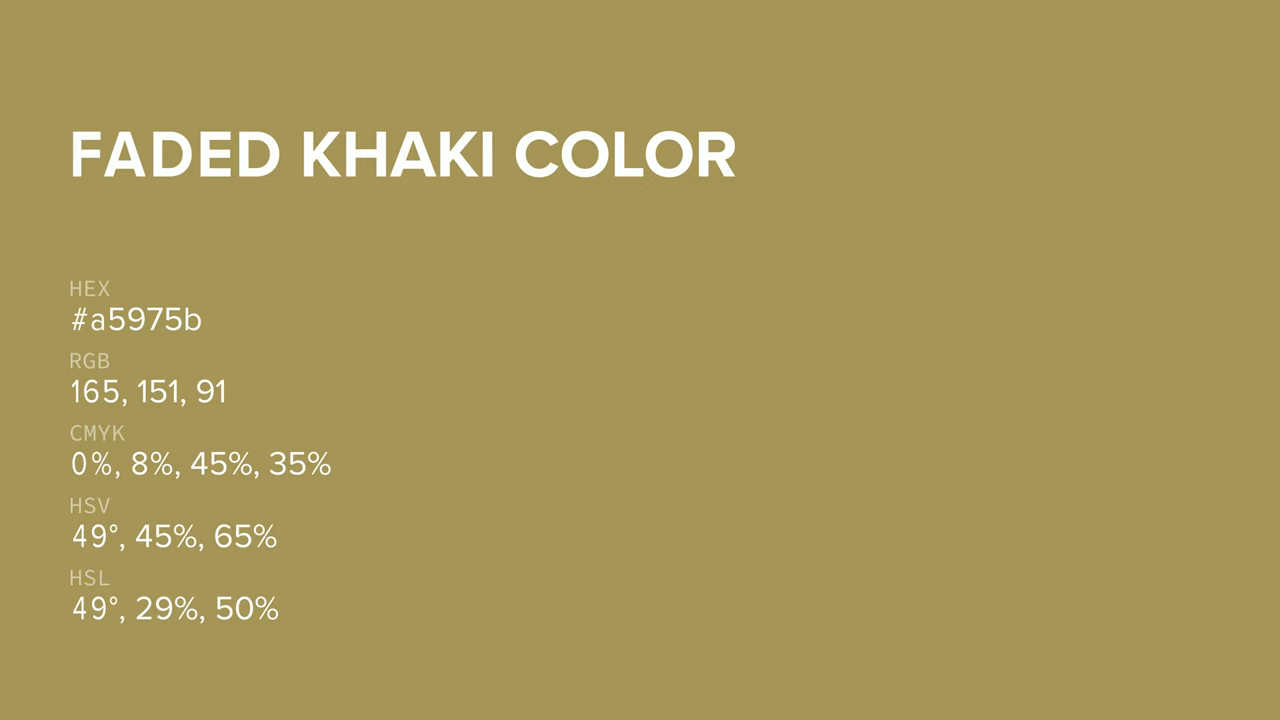 FADED KHAKI COLOR
HEX
#a5975b
RGB
165, 151, 91
CMYK
0%, 8%, 45%, 35%
HSV
49°, 45%, 65%
HSL
49°, 29%, 50%